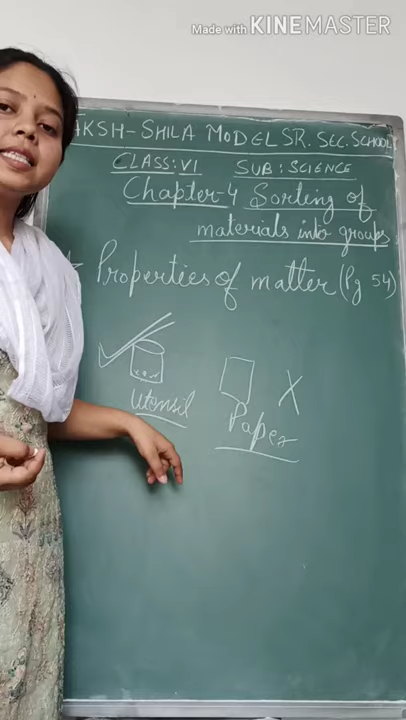 Made with KINEMASTER
AKSH-SHILA MODEL SR. SEC. SCHOOL
CLASS: VI SUB: SCIENCE
Chapter-4 Sorting of
materials into groups
* Properties of matter (Pg 54)
Utensil
Paper